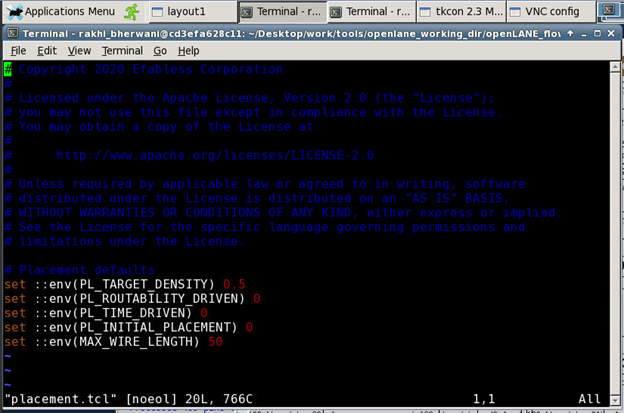 Applications Menu layout1 Terminal - r... Terminal - r... tkcon 2.3 M... VNC config
Terminal - rakhi_bherwani@cd3efa628c11: ~/Desktop/work/tools/openlane_working_dir/openLANE_flow
File Edit View Terminal Go Help
# Copyright 2020 Efabless Corporation
#
# Licensed under the Apache License, Version 2.0 (the "License");
# you may not use this file except in compliance with the License.
# You may obtain a copy of the License at
#
#      http://www.apache.org/licenses/LICENSE-2.0
#
# Unless required by applicable law or agreed to in writing, software
# distributed under the License is distributed on an "AS IS" BASIS,
# WITHOUT WARRANTIES OR CONDITIONS OF ANY KIND, either express or implied.
# See the License for the specific language governing permissions and
# limitations under the License.
# Placement defaults
set ::env(PL_TARGET_DENSITY) 0.5
set ::env(PL_ROUTABILITY_DRIVEN) 0
set ::env(PL_TIME_DRIVEN) 0
set ::env(PL_INITIAL_PLACEMENT) 0
set ::env(MAX_WIRE_LENGTH) 50
~
~
~
"placement.tcl" [noeol] 20L, 766C 1,1 All